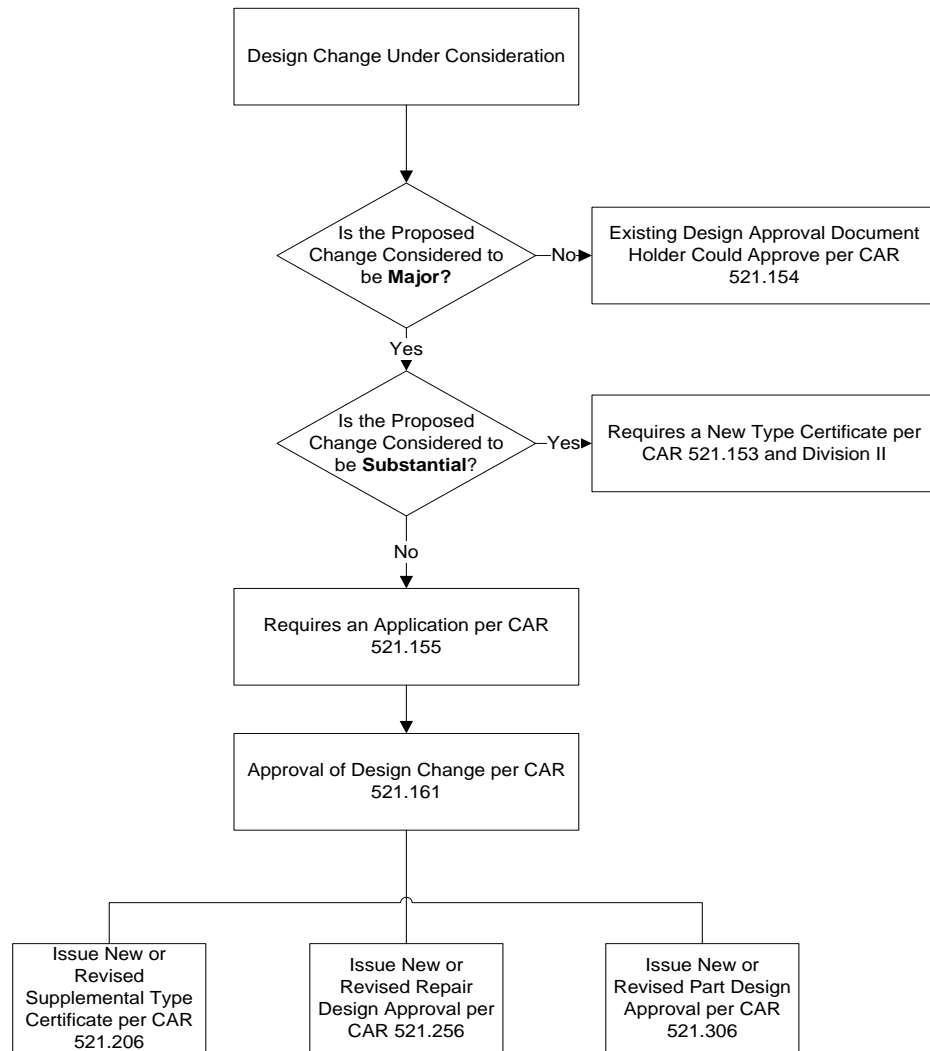 Design Change Under Consideration
Is the Proposed
Change Considered to
be Major?
No
Existing Design Approval Document
Holder Could Approve per CAR
521.154
Yes
Is the Proposed
Change Considered to
be Substantial?
Yes
Requires a New Type Certificate per
CAR 521.153 and Division II
No
Requires an Application per CAR
521.155
Approval of Design Change per CAR
521.161
Issue New or
Revised
Supplemental Type
Certificate per CAR
521.206
Issue New or
Revised Repair
Design Approval per
CAR 521.256
Issue New or
Revised Part Design
Approval per CAR
521.306